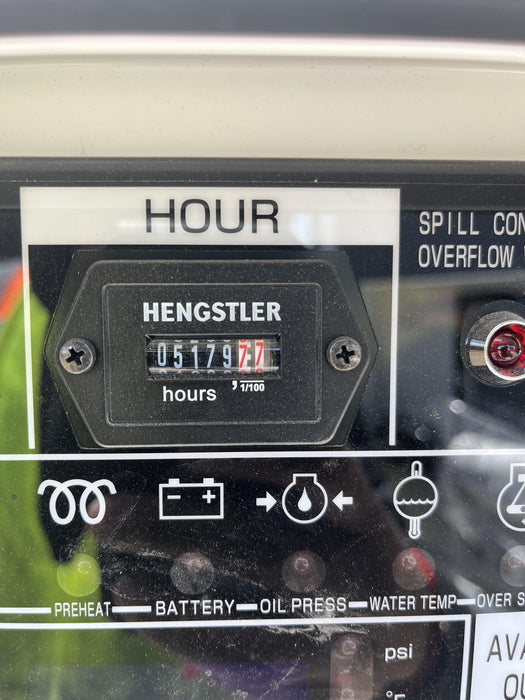 HOUR
SPILL CON
OVERFLOW
HENGSTLER
0517977
hours ’1/100
PREHEAT
BATTERY
OIL PRESS
WATER TEMP
OVER S
psi
°F
AVA